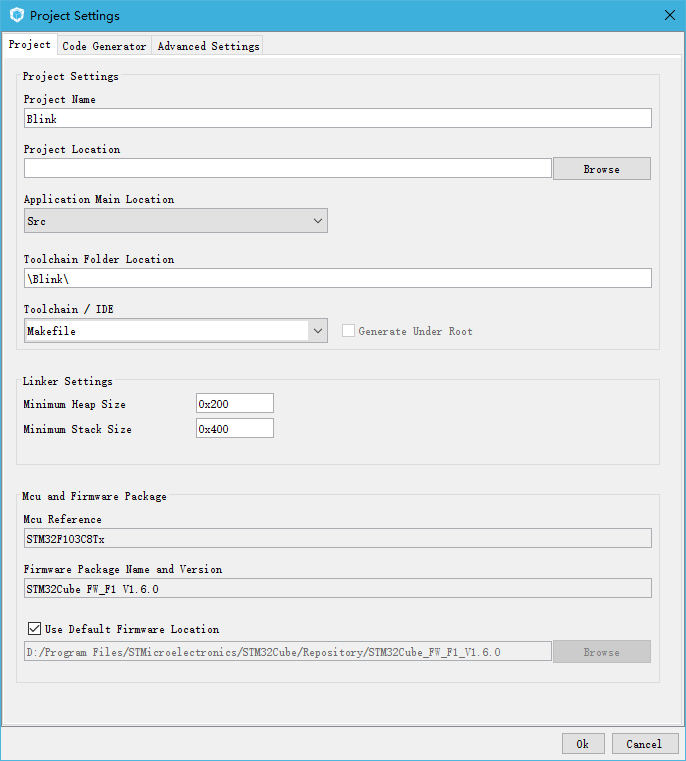 Project Settings
Project
Code Generator
Advanced Settings
Project Settings
Project Name
Blink
Project Location
Browse
Application Main Location
Src
Toolchain Folder Location
\Blink\
Toolchain / IDE
Makefile
Generate Under Root
Linker Settings
Minimum Heap Size
0x200
Minimum Stack Size
0x400
Mcu and Firmware Package
Mcu Reference
STM32F103C8Tx
Firmware Package Name and Version
STM32Cube FW_F1 V1.6.0
Use Default Firmware Location
D:/Program Files/STMicroelectronics/STM32Cube/Repository/STM32Cube_FW_F1_V1.6.0
Browse
Ok
Cancel